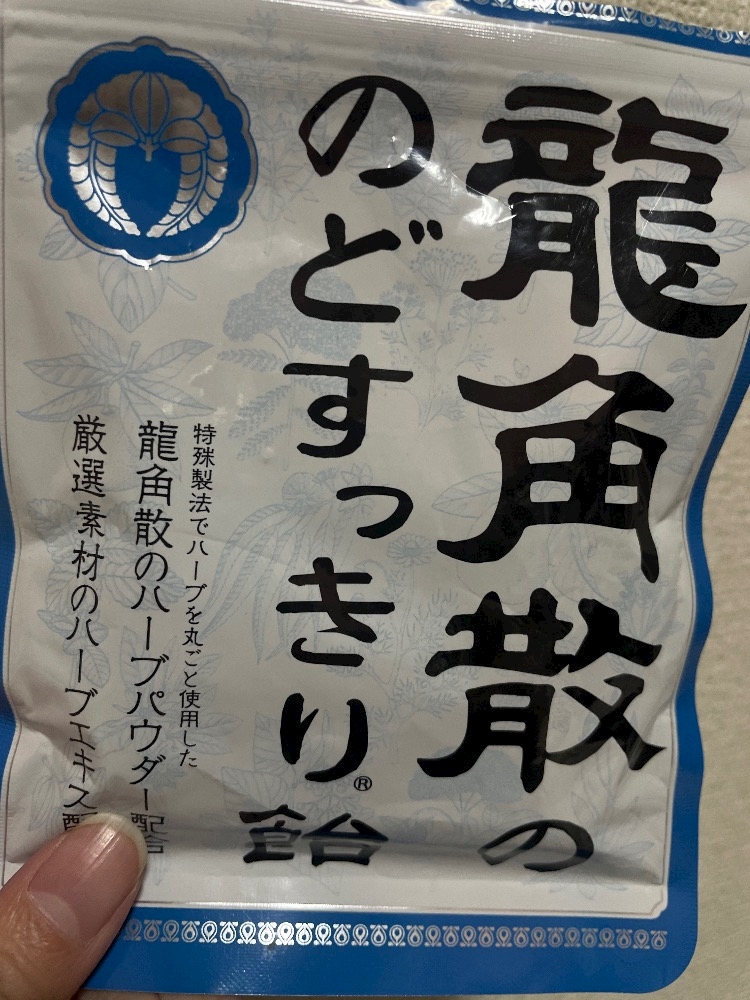 龍角散の
のどすっきり®飴
特殊製法でハーブを丸ごと使用した
龍角散のハーブパウダー配合
厳選素材のハーブエキス配